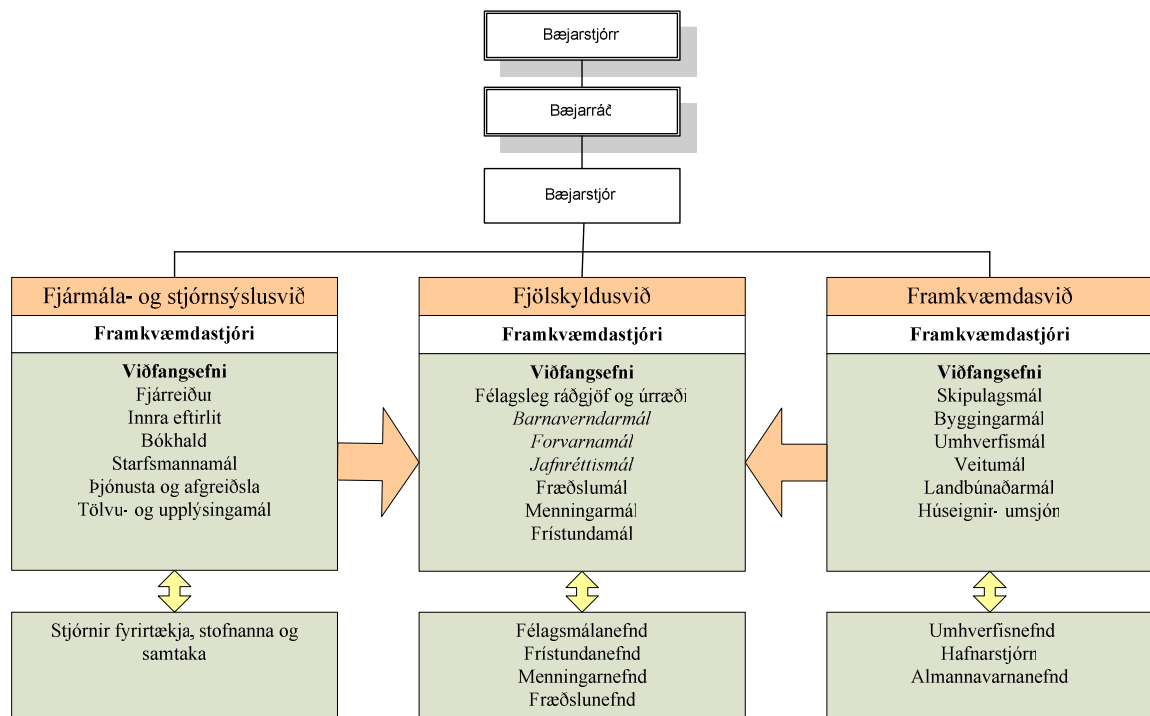 Bæjarstjórn
Bæjarráð
Bæjarstjór
Fjármála- og stjórnsýslusvið
Framkvæmdastjóri
Viðfangsefni
Fjárreiður
Innra eftirlit
Bókhald
Starfsmannamál
Þjónusta og afgreiðsla
Tölvu- og upplýsingamál
Stjórnir fyrirtækja, stofnanna og
samtaka
Fjölskyldusvið
Framkvæmdastjóri
Viðfangsefni
Félagsleg ráðgjöf og úrræði
Barnaverndarmál
Forvarnamál
Jafnréttismál
Fræðslumál
Menningarmál
Frístundamál
Félagsmálanefnd
Frístundanefnd
Menningarnefnd
Fræðslunefnd
Framkvæmdasvið
Framkvæmdastjóri
Viðfangsefni
Skipulagsmál
Byggingarmál
Umhverfismál
Veitumál
Landbúnaðarmál
Húseignir- umsjón
Umhverfisnefnd
Hafnarstjórn
Almannavarnanefnd